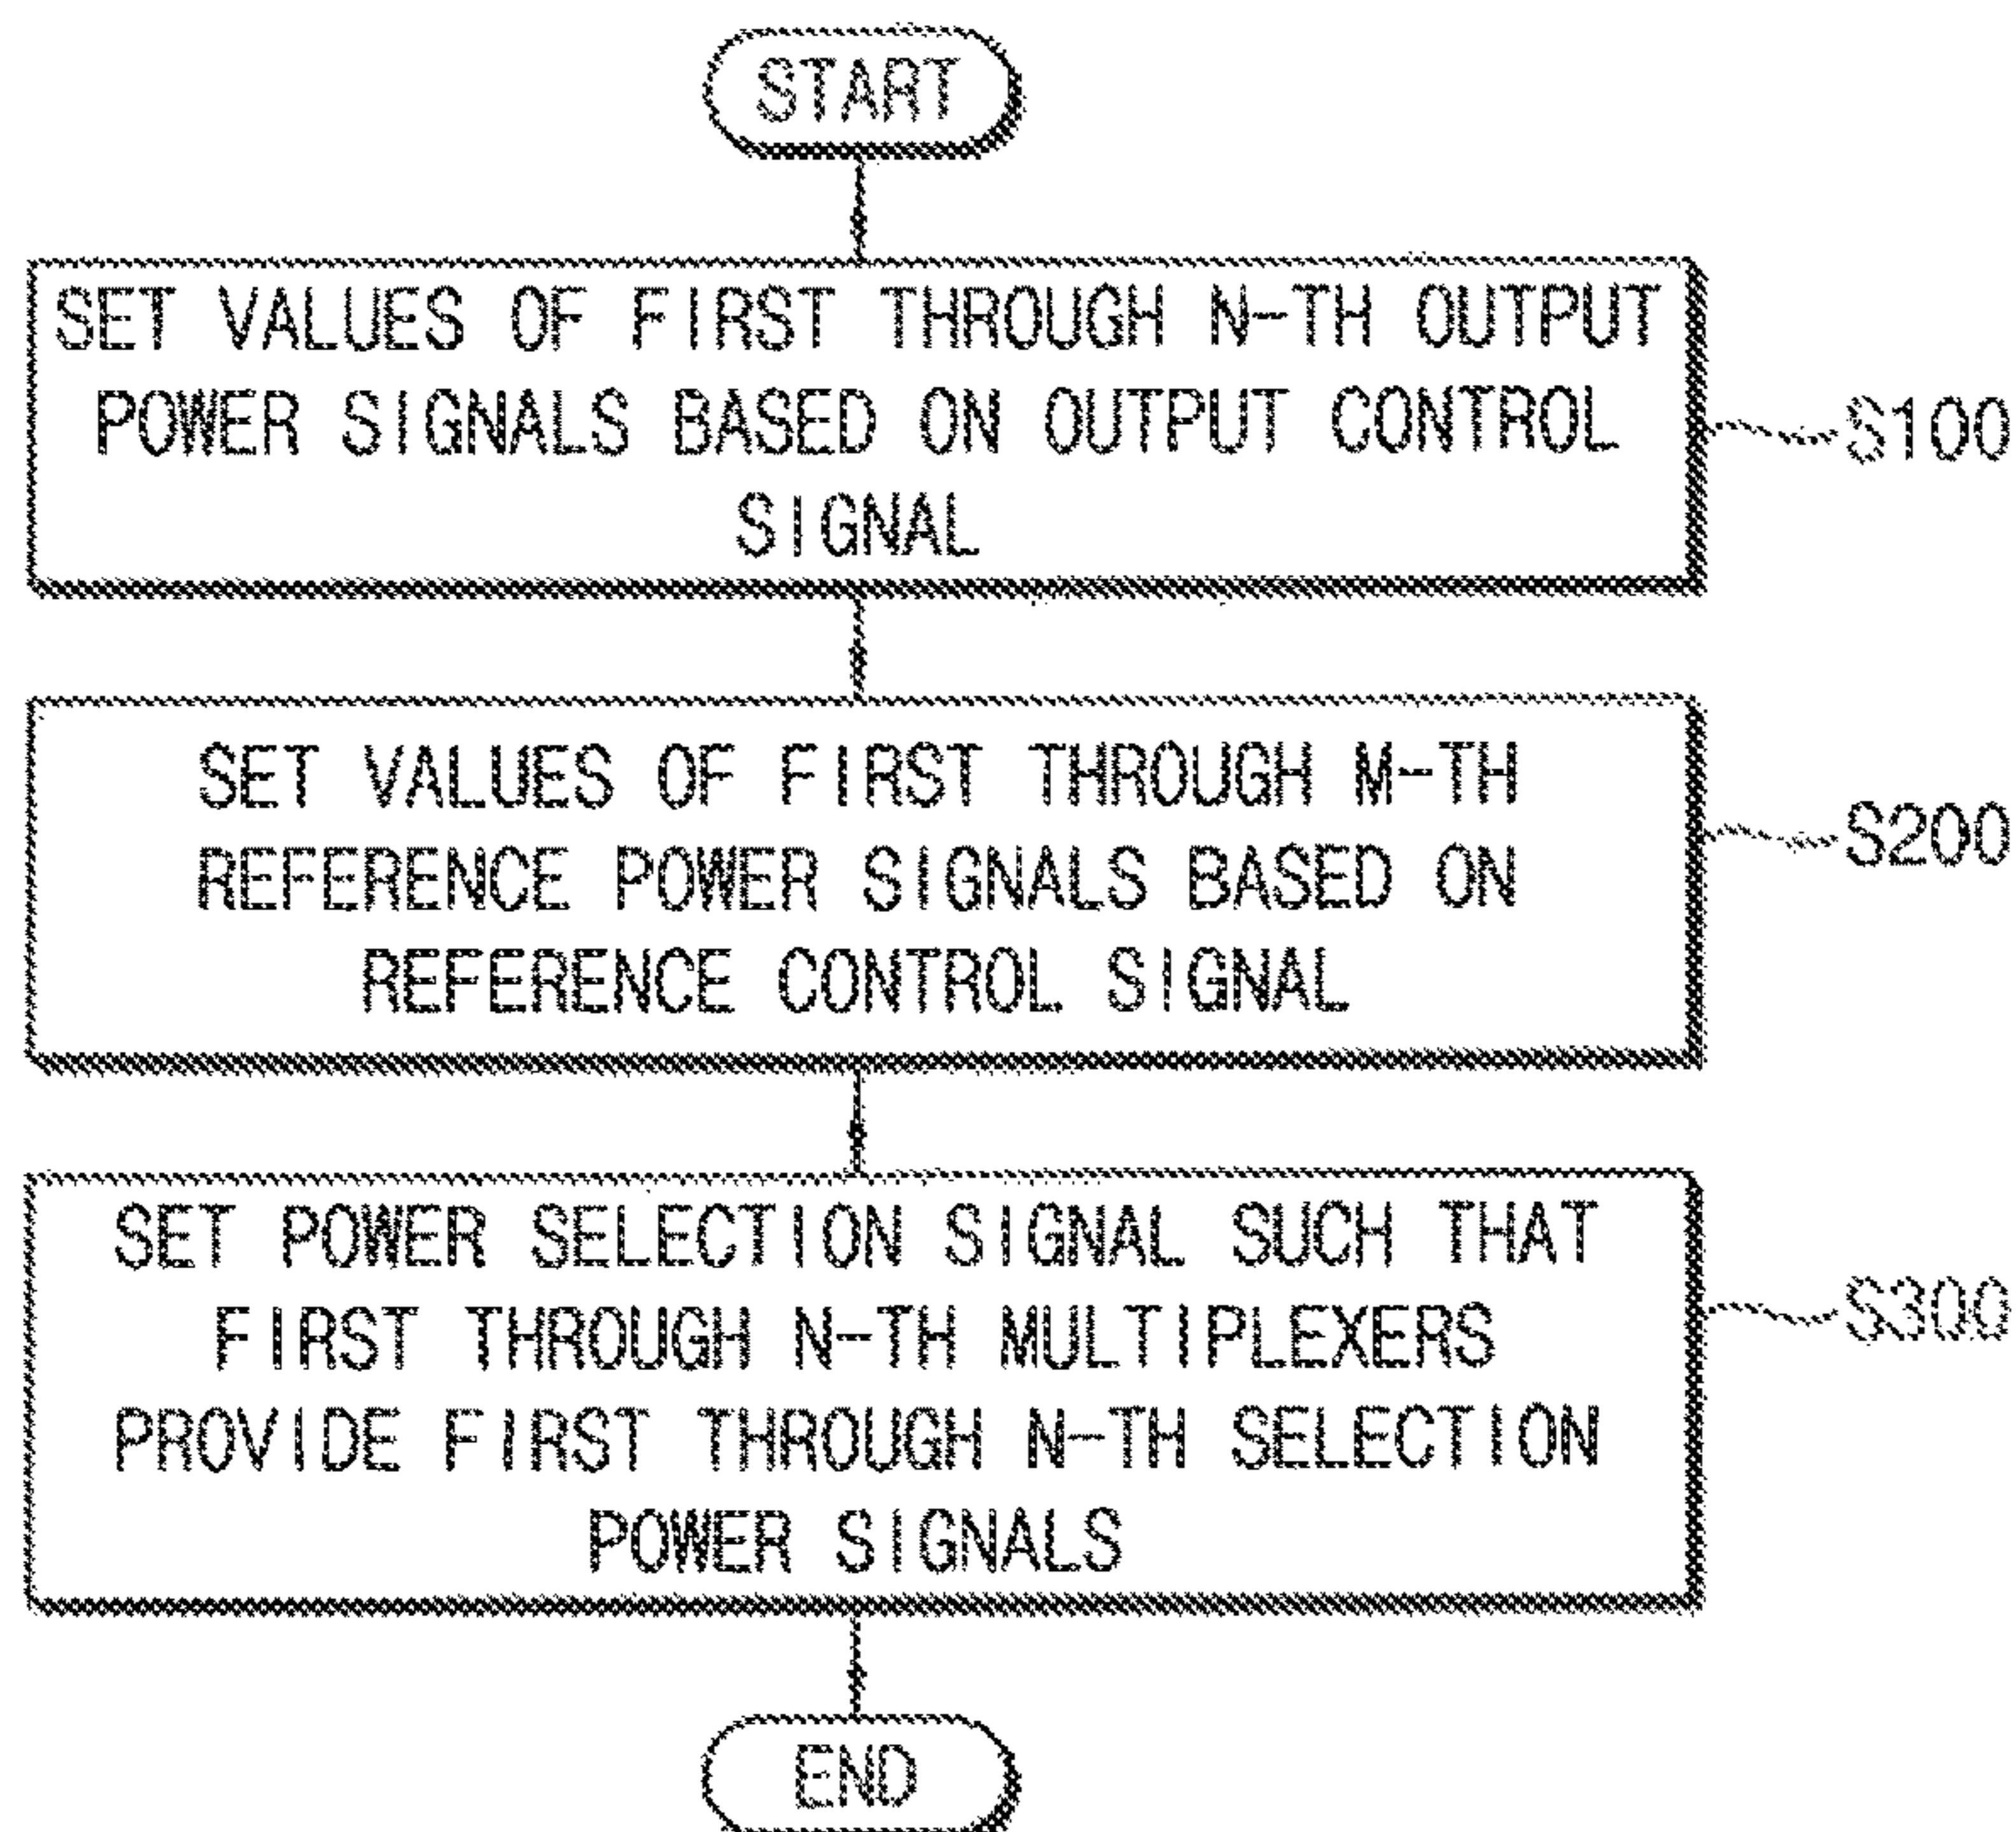 START
SET VALUES OF FIRST THROUGH N-TH OUTPUT
POWER SIGNALS BASED ON OUTPUT CONTROL
SIGNAL
S100
SET VALUES OF FIRST THROUGH M-TH
REFERENCE POWER SIGNALS BASED ON
REFERENCE CONTROL SIGNAL
S200
SET POWER SELECTION SIGNAL SUCH THAT
FIRST THROUGH N-TH MULTIPLEXERS
PROVIDE FIRST THROUGH N-TH SELECTION
POWER SIGNALS
S300
END